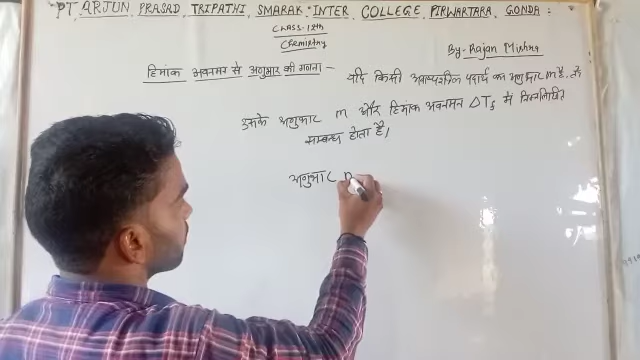 PT. ARJUN PRASAD TRIPATHI SMARAK INTER COLLEGE PIRWARTARA, GONDA:
CLASS-12th
Chemistry
By-Rajan Mishra
हिमांक अवनमन से अणुभार की गणना - यदि किसी अवाष्पशील पदार्थ का अणुभार m है. तो
उसके अणुभार m और हिमांक अवनमन ΔTf में निम्नलिखित
सम्बन्ध होता है।
अणुभार